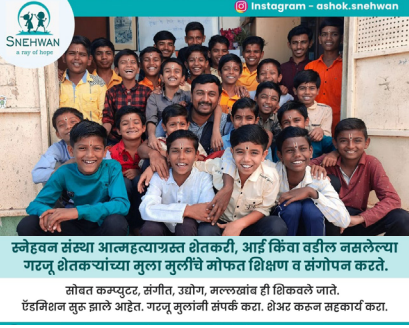 Instagram - ashok.snehwan
SNEHWAN
a ray of hope
स्नेहवन संस्था आत्महत्याग्रस्त शेतकरी, आई किंवा वडील नसलेल्या
गरजू शेतकऱ्यांच्या मुला मुलींचे मोफत शिक्षण व संगोपन करते.
सोबत कम्प्युटर, संगीत, उद्योग, मल्लखांब ही शिकवले जाते.
ऍडमिशन सुरू झाले आहेत. गरजू मुलांनी संपर्क करा. शेअर करून सहकार्य करा.